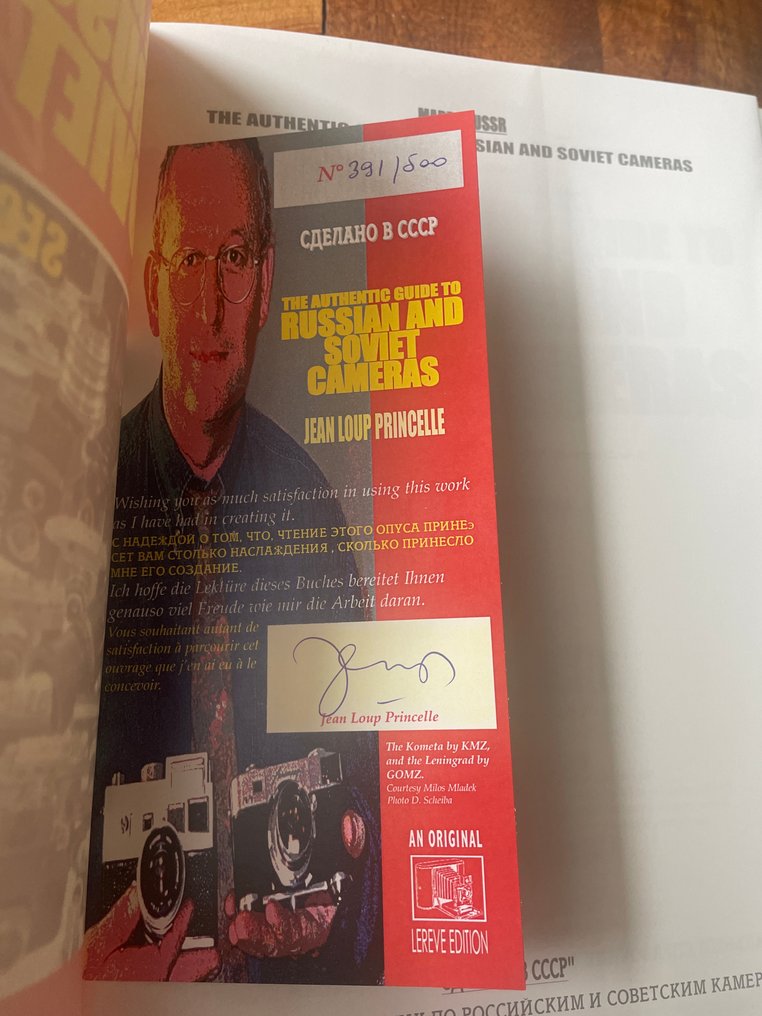 THE AUTHENTIC
USSR
SIAN AND SOVIET CAMERAS
N° 391/500
СДЕЛАНО В СССР
THE AUTHENTIC GUIDE TO
RUSSIAN AND
SOVIET
CAMERAS
JEAN LOUP PRINCELLE
Wishing you as much satisfaction in using this work
as I have had in creating it.
С НАДЕЖДОЙ О ТОМ, ЧТО, ЧТЕНИЕ ЭТОГО ОПУСА ПРИНЕэ
СЕТ ВАМ СТОЛЬКО НАСЛАЖДЕНИЯ , СКОЛЬКО ПРИНЕСЛО
МНЕ ЕГО СОЗДАНИЕ.
Ich hoffe die Lektüre dieses Buches bereitet Ihnen
genauso viel Freude wie mir die Arbeit daran.
Vous souhaitant autant de
satisfaction à parcourir cet
ouvrage que j'en ai eu à le
concevoir.
Jean Loup Princelle
The Kometa by KMZ,
and the Leningrad by
GOMZ.
Courtesy Milos Mladek
Photo D. Scheiba
AN ORIGINAL
LEREVE EDITION
В СССР"
ПО РОССИЙСКИМ И СОВЕТСКИМ КАМЕР